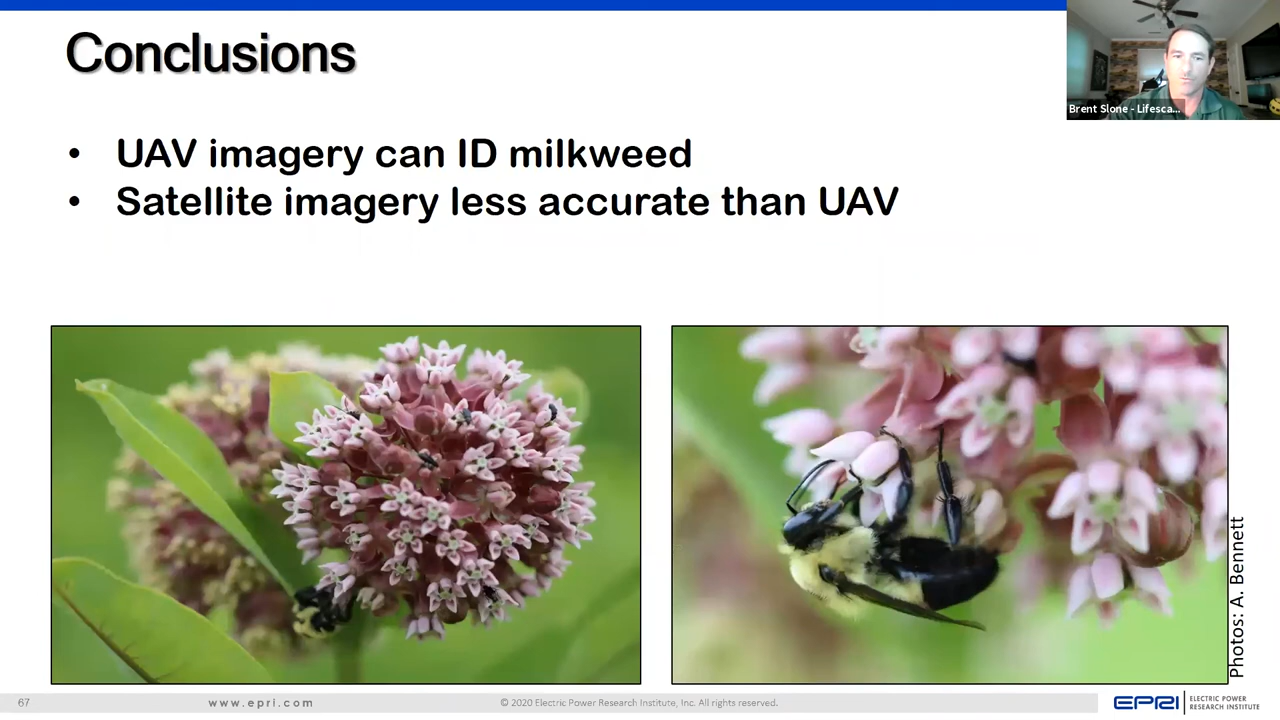 Conclusions
Brent Slone - Lifesca...
• UAV imagery can ID milkweed
• Satellite imagery less accurate than UAV
Photos: A. Bennett
67
www.epri.com
© 2020 Electric Power Research Institute, Inc. All rights reserved.
EPRI
ELECTRIC POWER
RESEARCH INSTITUTE